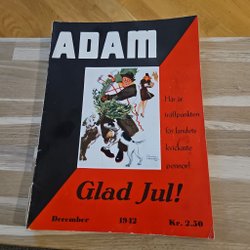 ADAM
Här är
träffpunkten
för landets
kvickaste
pennor!
Glad Jul!
December 1942 Kr. 2.50